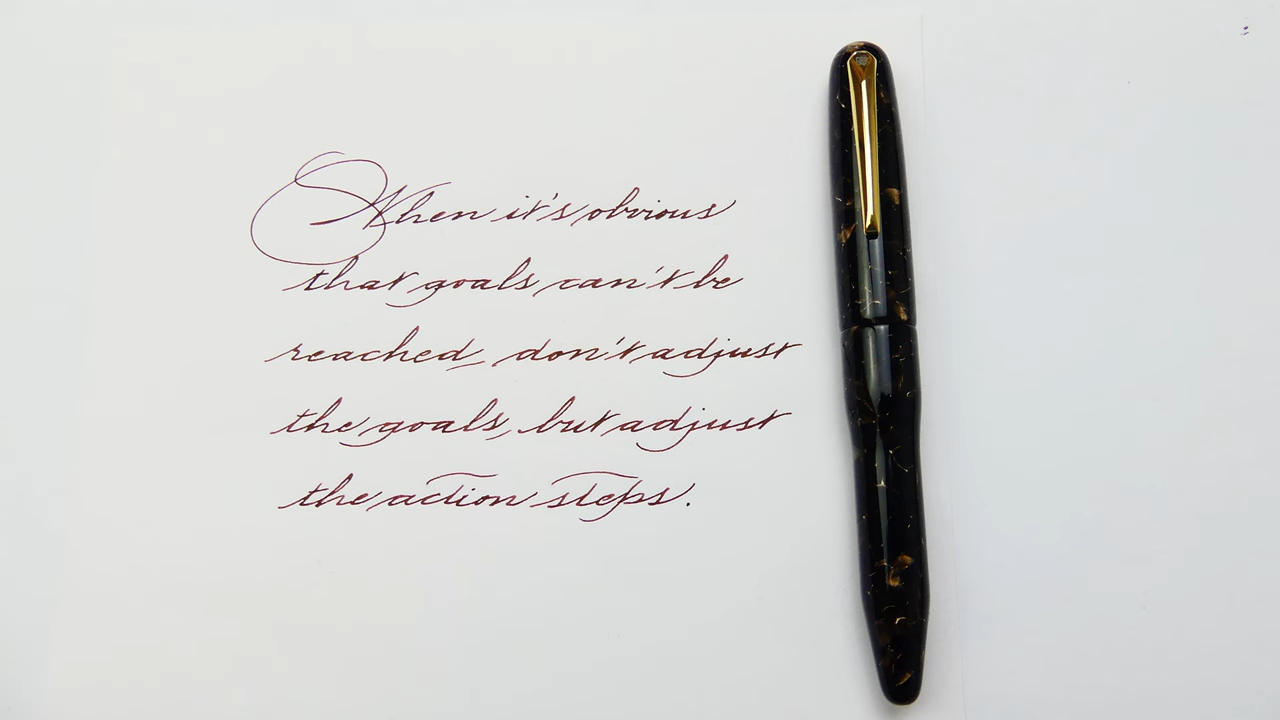 When it's obvious
that goals can't be
reached, don't adjust
the goals, but adjust
the action steps.